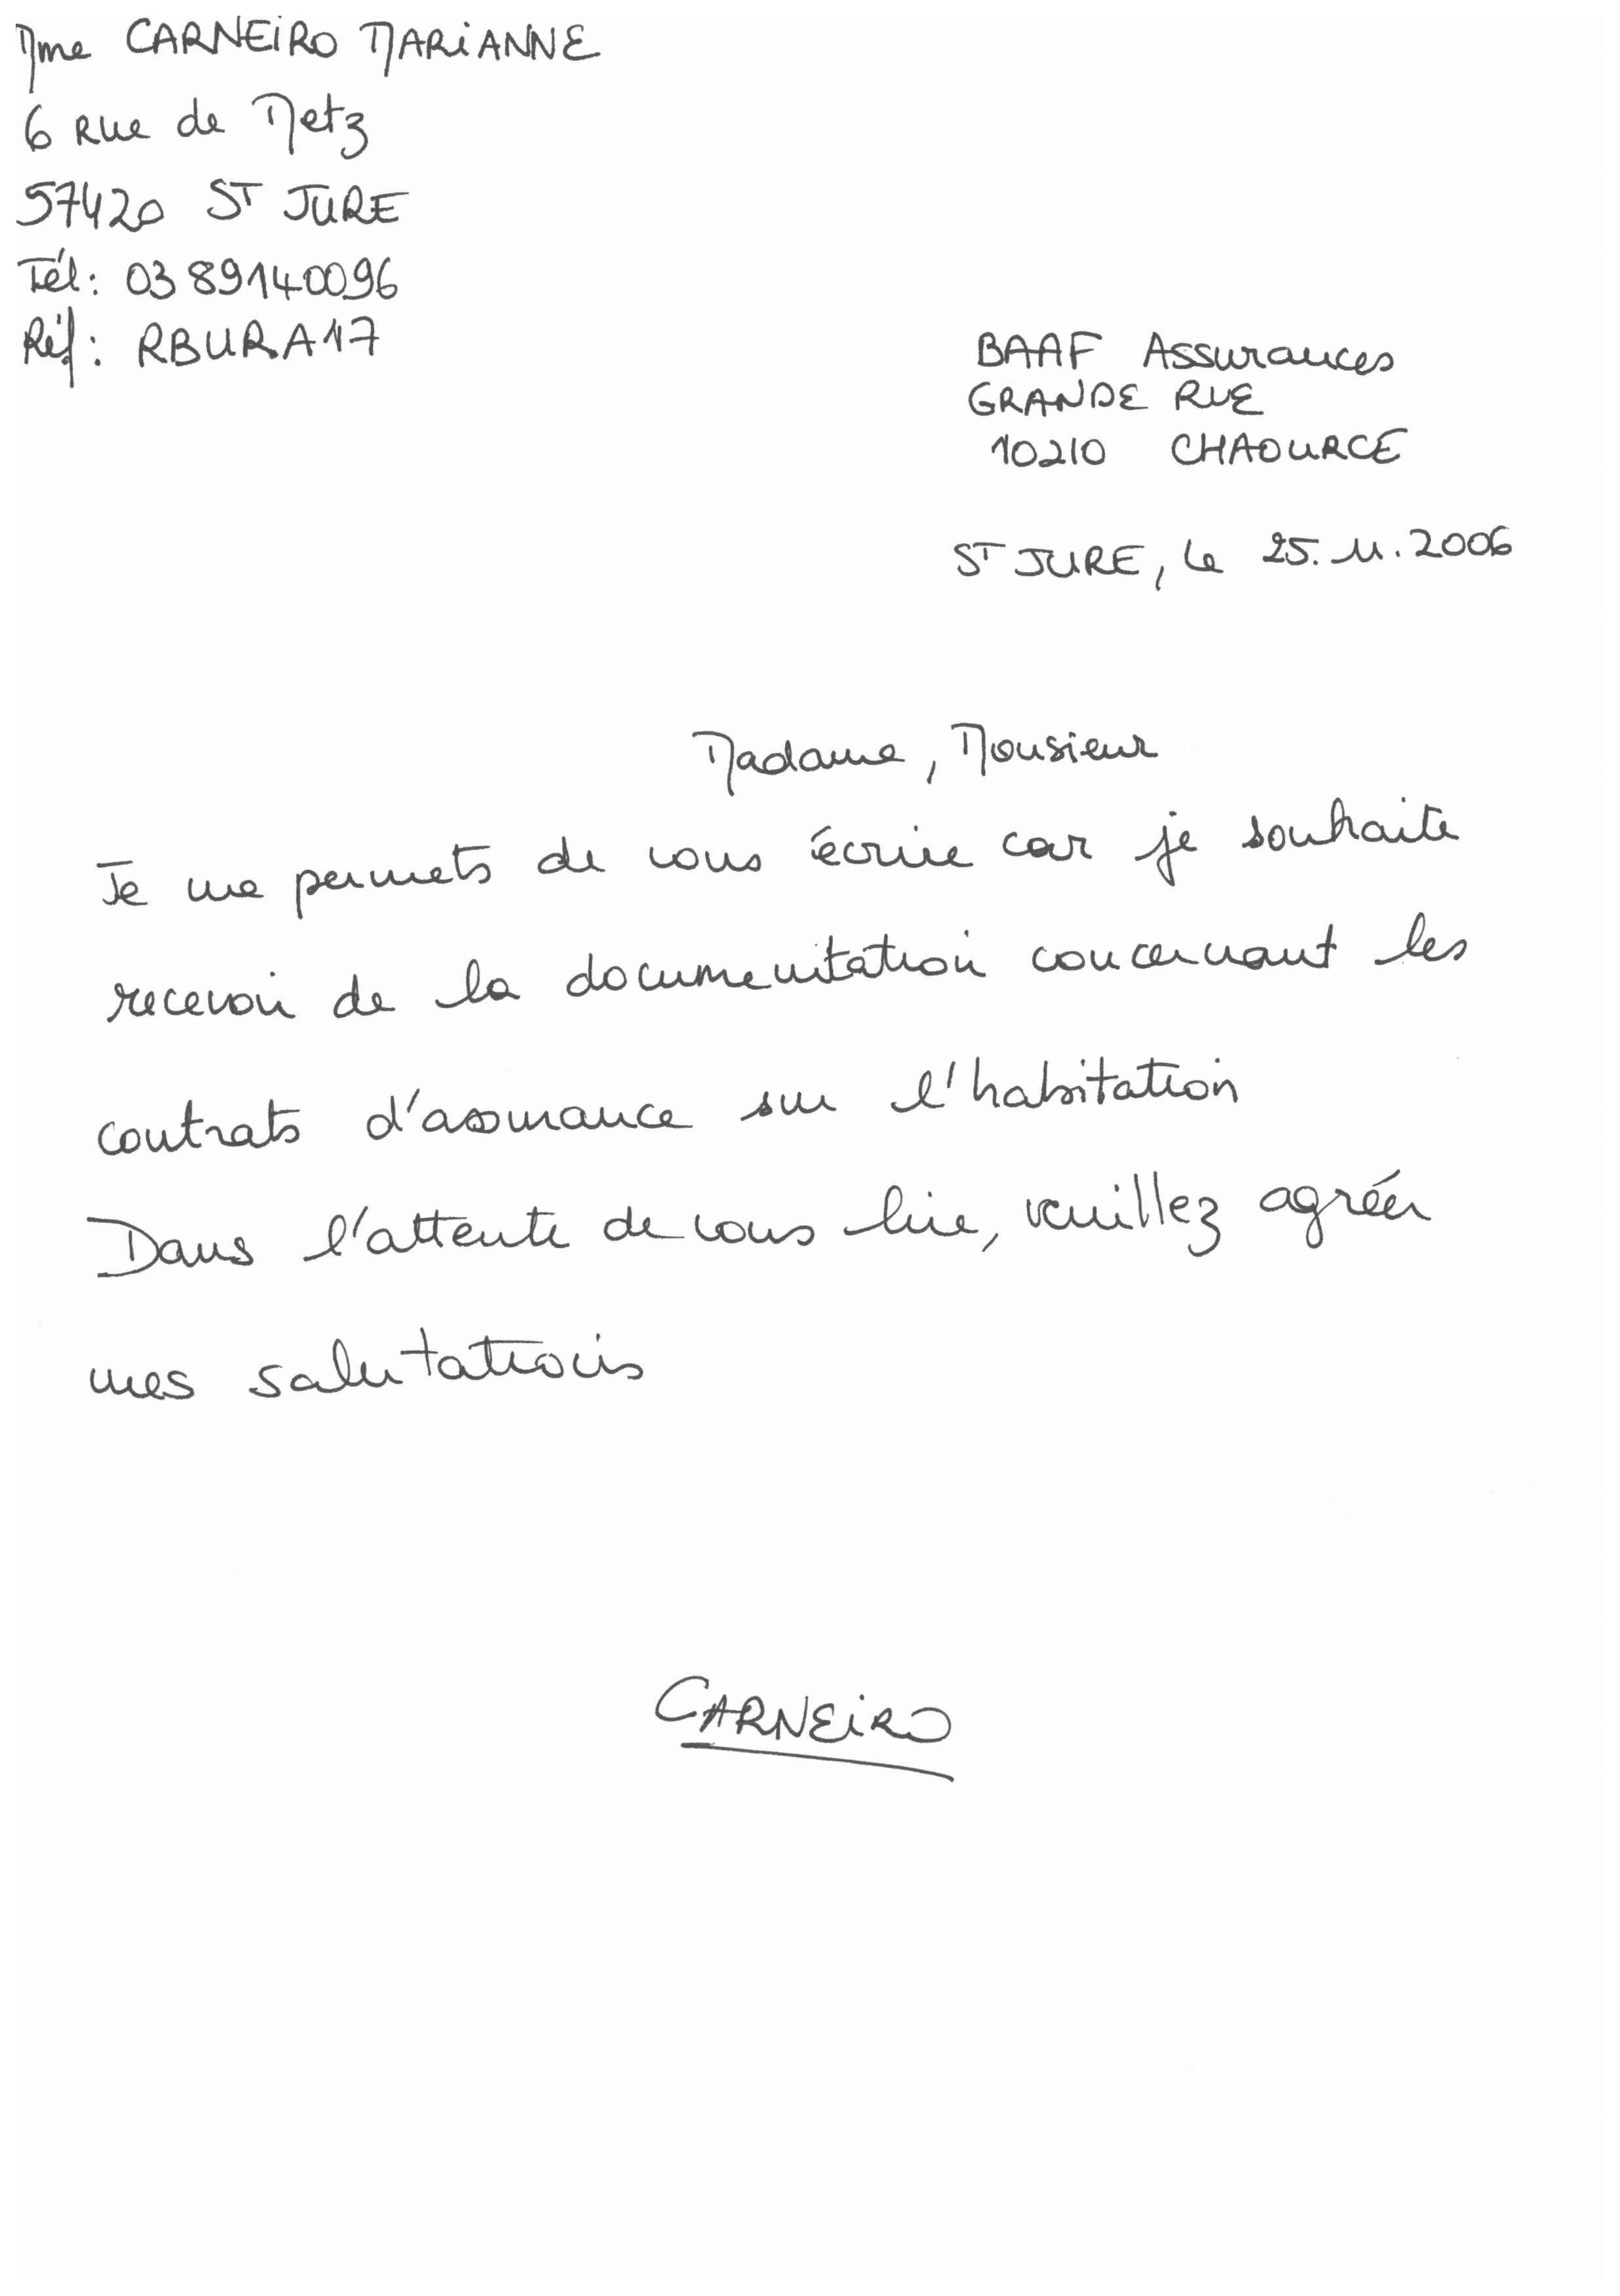 Mme CARNEIRO MARIANNE
6 Rue de Metz
57420 ST JURE
Tél: 0389140096
Réf: RBURA17
BAAF Assurances
GRANDE RUE
10210 CHAOURCE
ST JURE, le 25.11.2006
Madame, Monsieur
Je me permets de vous écrire car je souhaite
recevoir de la documentation concernant les
contrats d'assurance sur l'habitation
Dans l'attente de vous lire, veuillez agréer
mes salutations
CARNEIRO